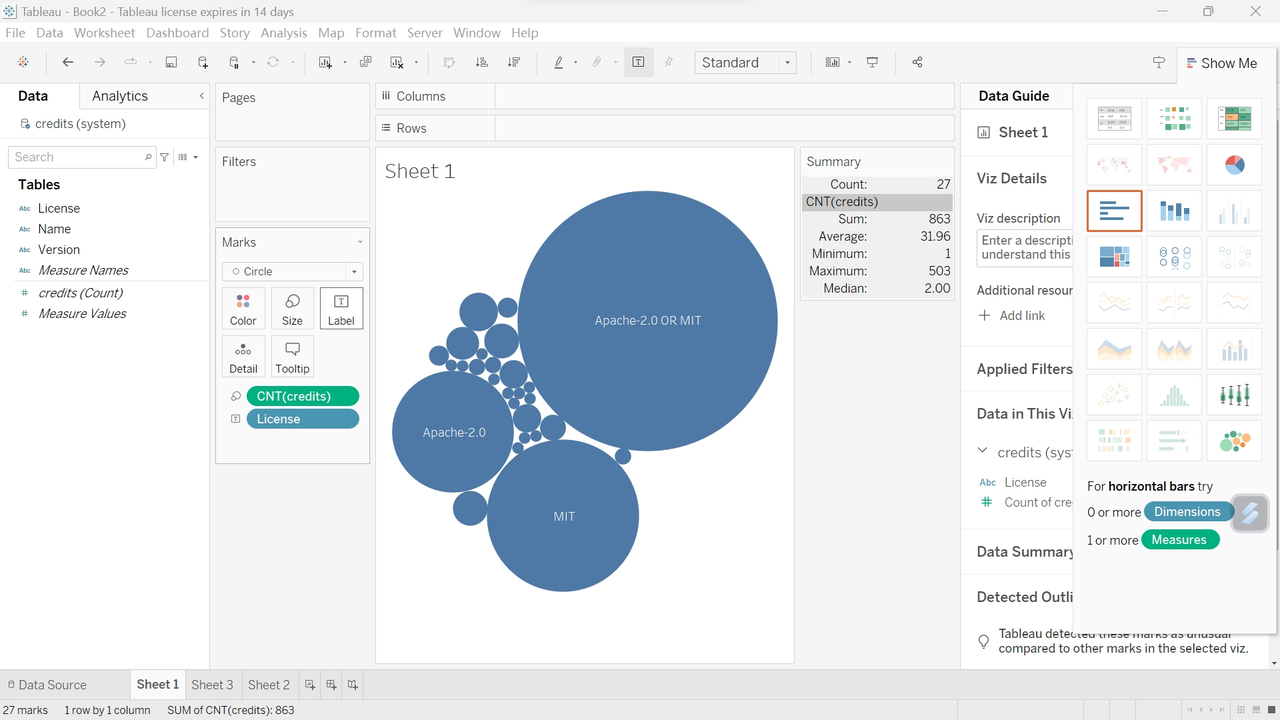 Tableau - Book2 - Tableau license expires in 14 days
File Data Worksheet Dashboard Story Analysis Map Format Server Window Help
Standard
Show Me
Data Analytics
credits (system)
Search
Tables
Abc License
Abc Name
Abc Version
Abc Measure Names
# credits (Count)
# Measure Values
Pages
Filters
Marks
Circle
Color Size Label
Detail Tooltip
CNT(credits)
License
Columns
Rows
Sheet 1
Apache-2.0 OR MIT
Apache-2.0
MIT
Summary
Count: 27
CNT(credits)
Sum: 863
Average: 31.96
Minimum: 1
Maximum: 503
Median: 2.00
Data Guide
Sheet 1
Viz Details
Viz description
Enter a descripti
understand this
Additional resour
Add link
Applied Filters
Data in This Vi
credits (sys
Abc License
# Count of cre
Data Summary
Detected Outli
Tableau detected these marks as unusual
compared to other marks in the selected viz.
For horizontal bars try
0 or more Dimensions
1 or more Measures
Data Source Sheet 1 Sheet 3 Sheet 2
27 marks 1 row by 1 column SUM of CNT(credits): 863